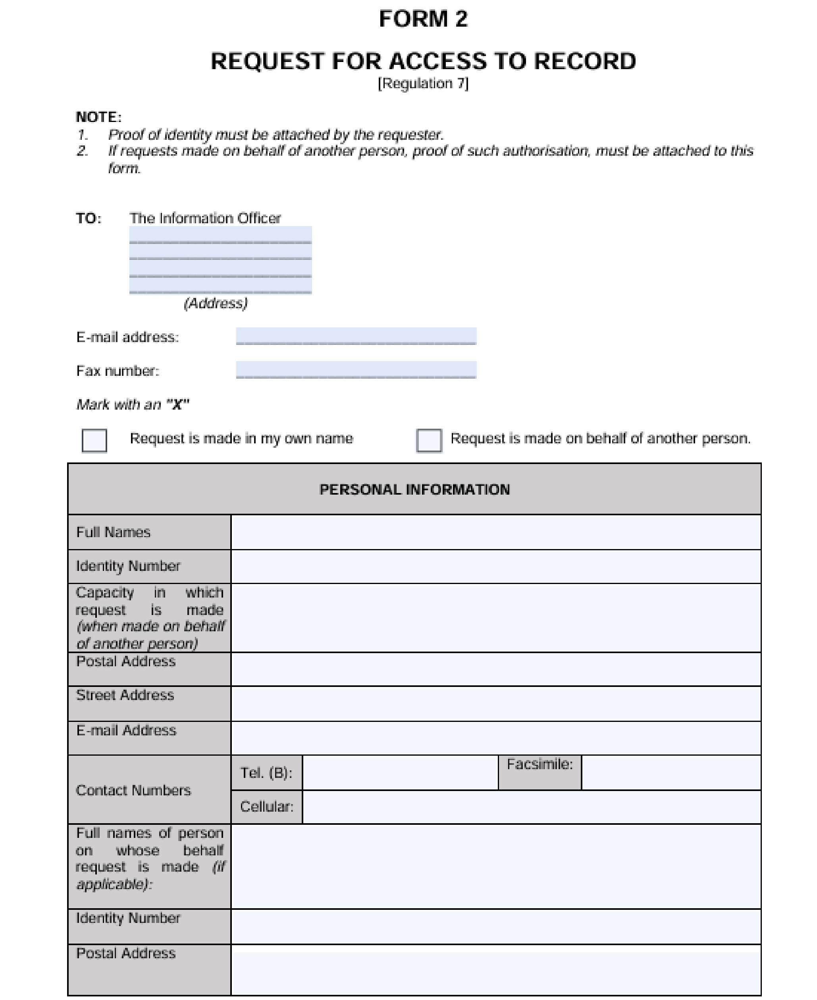 FORM 2
REQUEST FOR ACCESS TO RECORD
[Regulation 7]
NOTE:
1. Proof of identity must be attached by the requester.
2. If requests made on behalf of another person, proof of such authorisation, must be attached to this
form.
TO: The Information Officer
(Address)
E-mail address:
Fax number:
Mark with an "X"
Request is made in my own name Request is made on behalf of another person.
PERSONAL INFORMATION
Full Names
Identity Number
Capacity in which
request is made
(when made on behalf
of another person)
Postal Address
Street Address
E-mail Address
Contact Numbers
Tel. (B):
Facsimile:
Cellular:
Full names of person
on whose behalf
request is made (if
applicable):
Identity Number
Postal Address